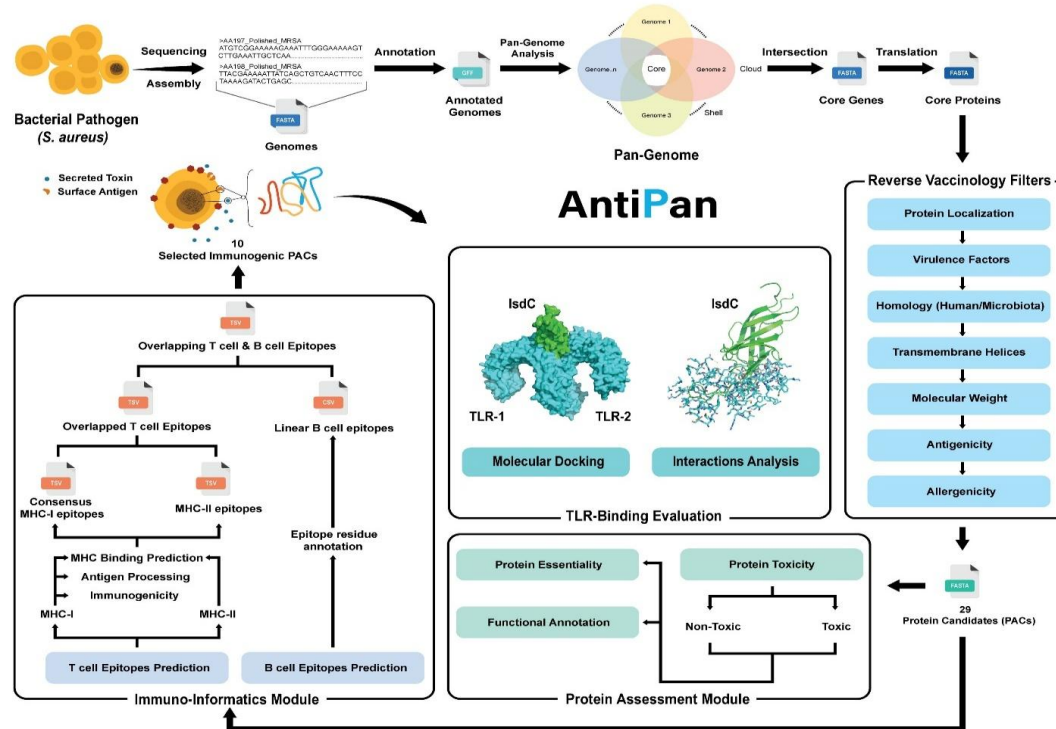 Bacterial Pathogen
(S. aureus)
Sequencing
Assembly
>AA197_Polished_MRSA
ATGTCGGAAAAAGAAATTTGGGAAAAAGT
CTTGAAATTGCTCAA
>AA198_Polished_MRSA
TTACGAAAAATTATCAGCTGTCAACTTTCC
TAAAAGATACTGAGC
FASTA
Genomes
Annotation
GFF
Annotated
Genomes
Pan-Genome
Analysis
Genome 1
Genome..n
Core
Genome 2
Genome 3
Cloud
Shell
Pan-Genome
Intersection
FASTA
Core Genes
Translation
FASTA
Core Proteins
Secreted Toxin
Surface Antigen
10
Selected Immunogenic PACs
AntiPan
Reverse Vaccinology Filters
Protein Localization
Virulence Factors
Homology (Human/Microbiota)
Transmembrane Helices
Molecular Weight
Antigenicity
Allergenicity
FASTA
29
Protein Candidates (PACs)
IsdC
TLR-1
TLR-2
Molecular Docking
IsdC
Interactions Analysis
TLR-Binding Evaluation
Protein Essentiality
Functional Annotation
Protein Toxicity
Non-Toxic
Toxic
Protein Assessment Module
TSV
Overlapping T cell & B cell Epitopes
TSV
Overlapped T cell Epitopes
CSV
Linear B cell epitopes
TSV
Consensus
MHC-I epitopes
TSV
MHC-II epitopes
Epitope residue
annotation
MHC Binding Prediction
Antigen Processing
Immunogenicity
MHC-I
MHC-II
T cell Epitopes Prediction
B cell Epitopes Prediction
Immuno-Informatics Module